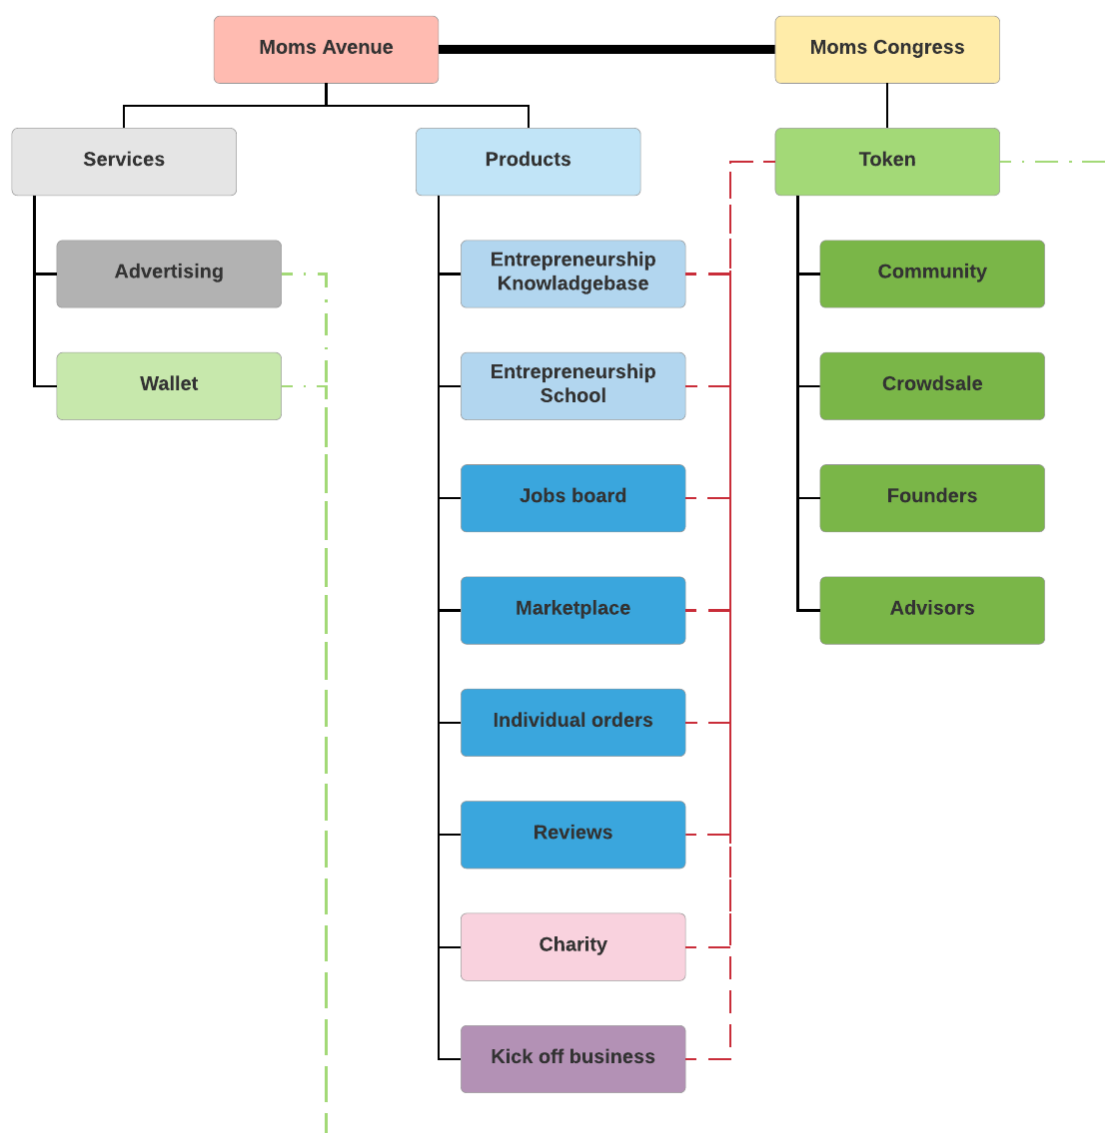 Moms Avenue
Moms Congress
Services
Products
Token
Advertising
Entrepreneurship
Knowladgebase
Community
Wallet
Entrepreneurship
School
Crowdsale
Jobs board
Founders
Marketplace
Advisors
Individual orders
Reviews
Charity
Kick off business